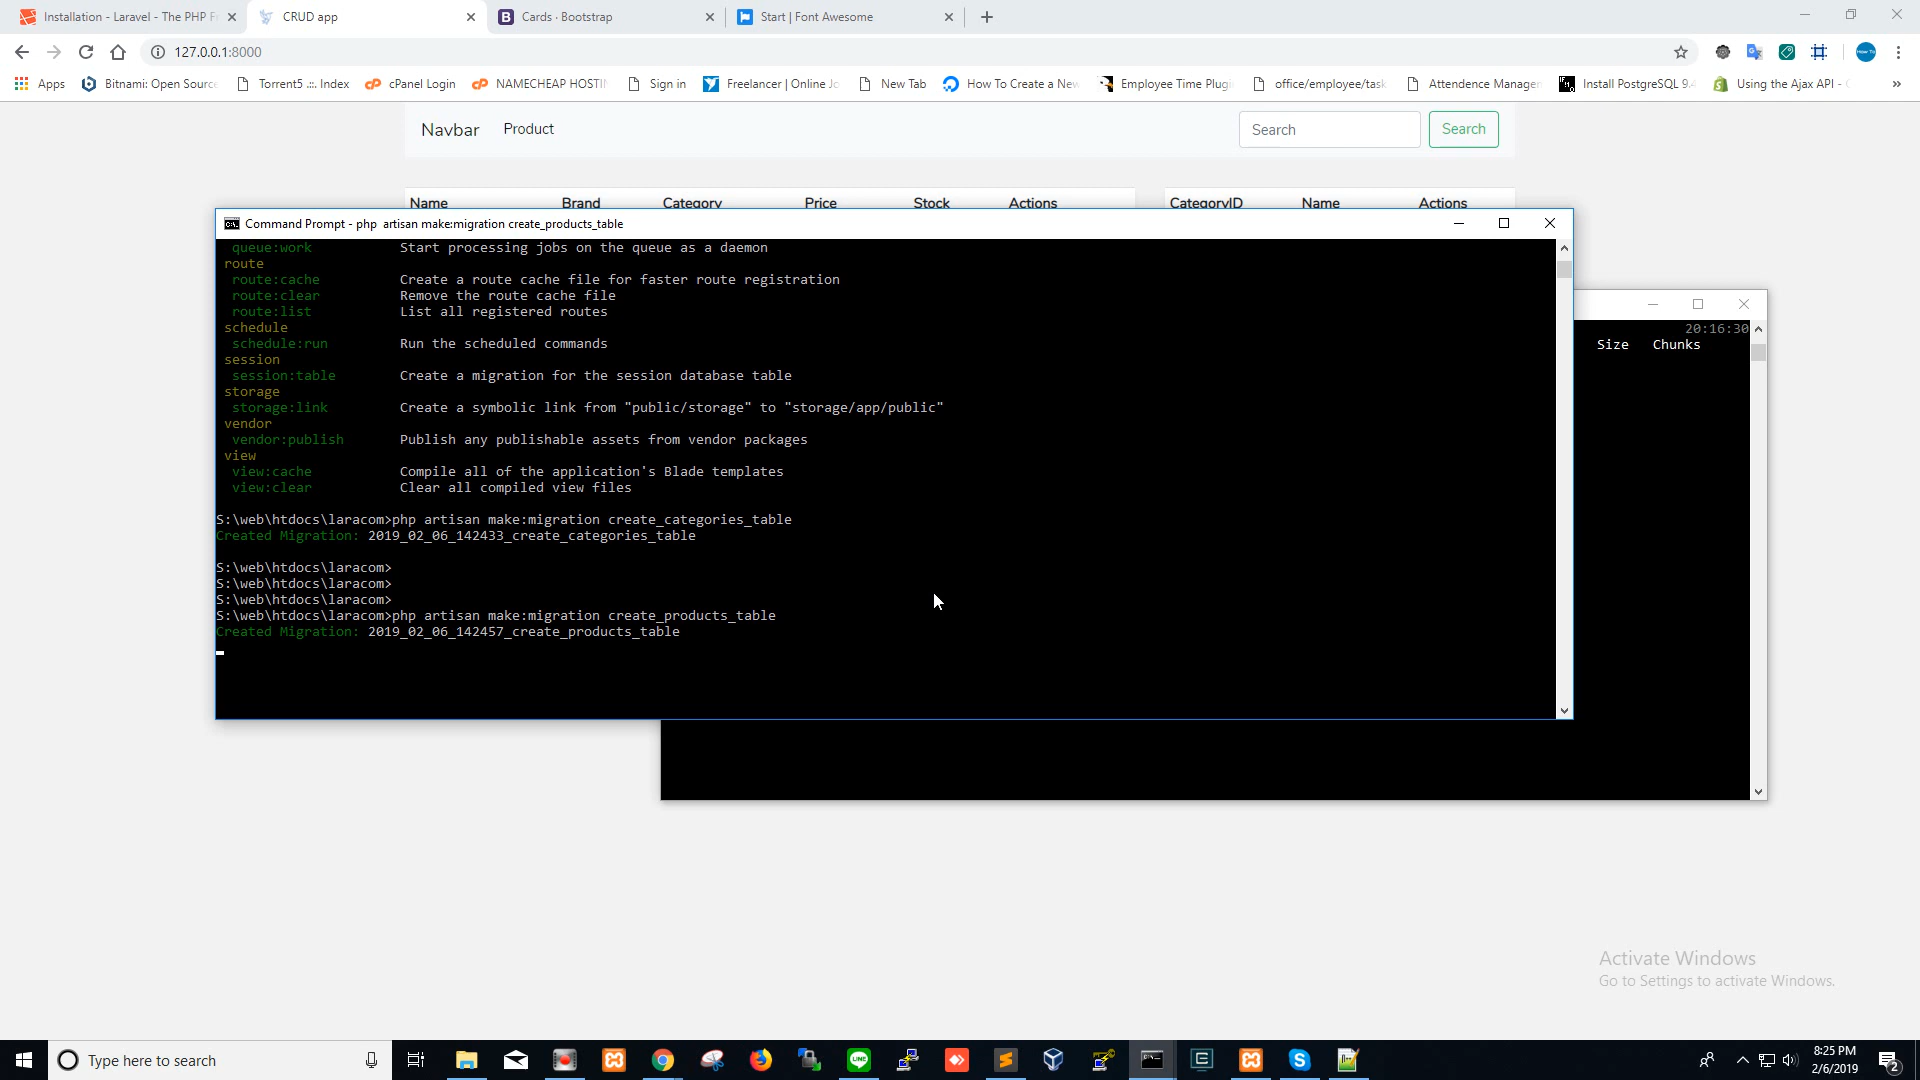 Installation - Laravel - The PHP F
CRUD app
Cards · Bootstrap
Start | Font Awesome
127.0.0.1:8000
Apps
Bitnami: Open Source
Torrent5 .::. Index
cPanel Login
NAMECHEAP HOSTI
Sign in
Freelancer | Online Jo
New Tab
How To Create a New
Employee Time Plugi
office/employee/task
Attendence Manager
Install PostgreSQL 9.4
Using the Ajax API -
Navbar
Product
Search
Search
Name Brand Category Price Stock Actions
CategoryID Name Actions
Command Prompt - php artisan make:migration create_products_table
queue:work Start processing jobs on the queue as a daemon
route
route:cache Create a route cache file for faster route registration
route:clear Remove the route cache file
route:list List all registered routes
schedule
schedule:run Run the scheduled commands
session
session:table Create a migration for the session database table
storage
storage:link Create a symbolic link from "public/storage" to "storage/app/public"
vendor
vendor:publish Publish any publishable assets from vendor packages
view
view:cache Compile all of the application's Blade templates
view:clear Clear all compiled view files
S:\web\htdocs\laracom>php artisan make:migration create_categories_table
Created Migration: 2019_02_06_142433_create_categories_table
S:\web\htdocs\laracom>
S:\web\htdocs\laracom>
S:\web\htdocs\laracom>
S:\web\htdocs\laracom>php artisan make:migration create_products_table
Created Migration: 2019_02_06_142457_create_products_table
20:16:30
Size Chunks
Activate Windows
Go to Settings to activate Windows.
Type here to search
8:25 PM
2/6/2019
2